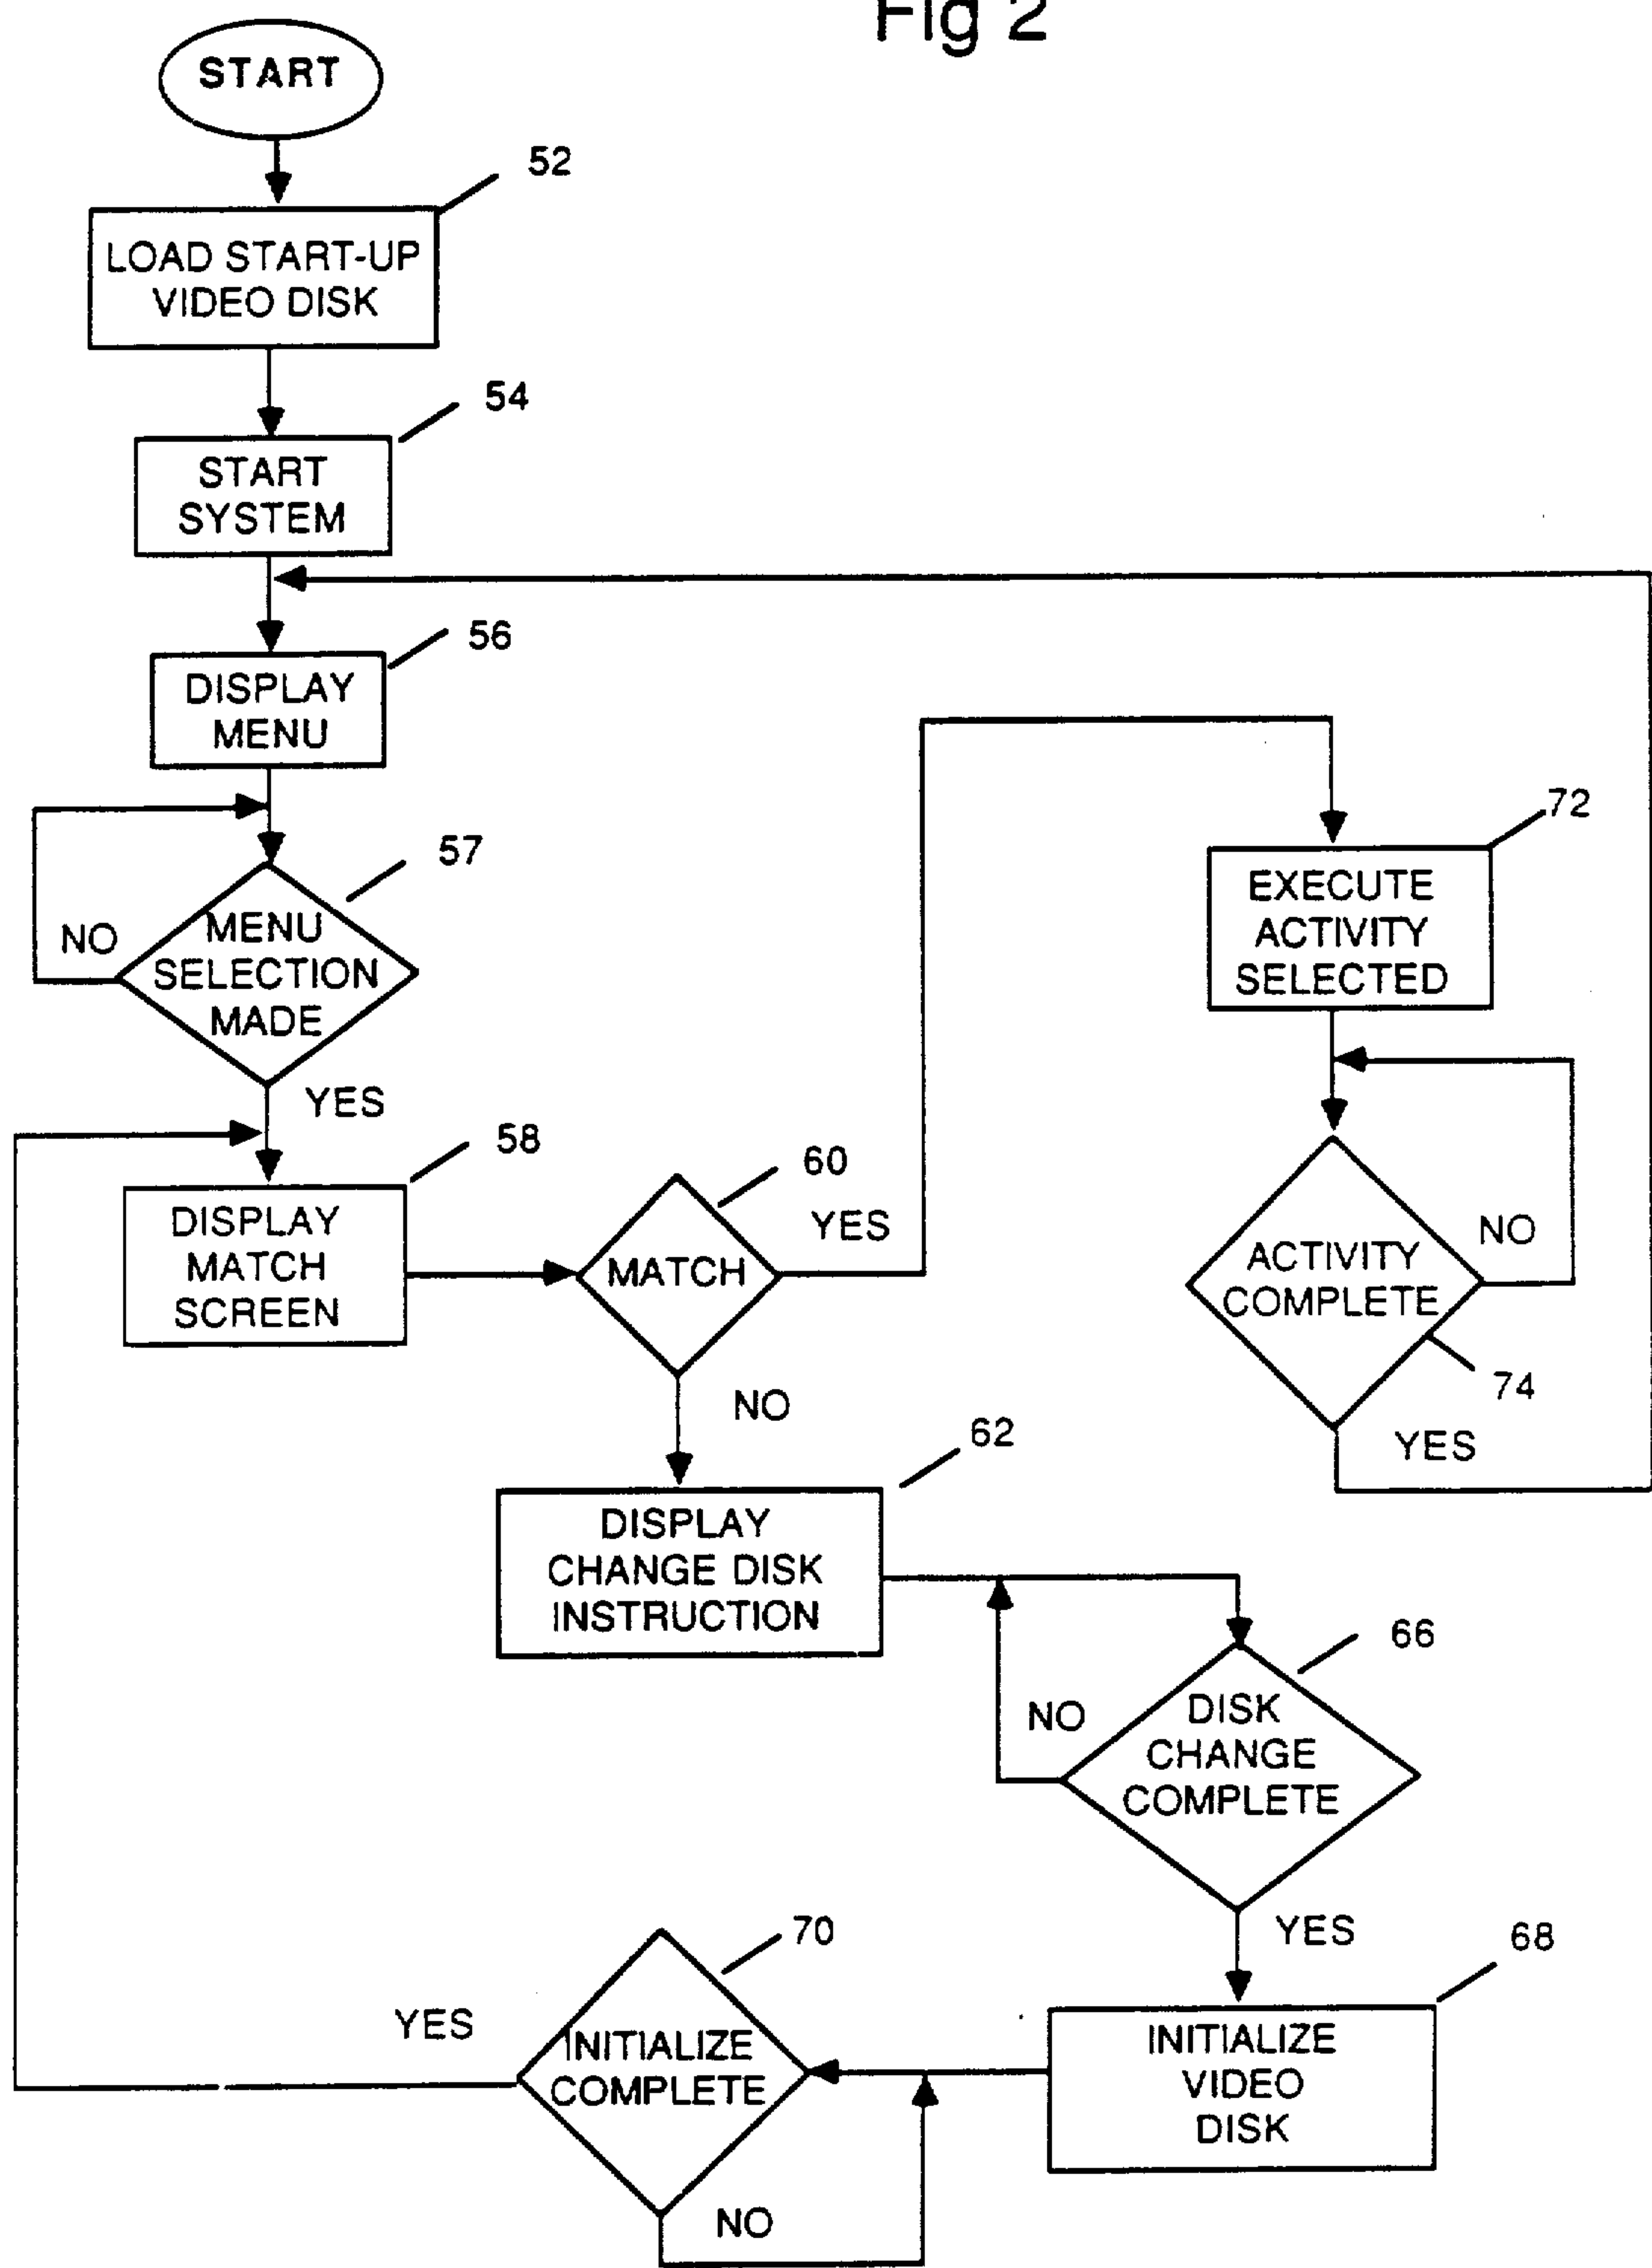 Fig 2
START
52
LOAD START-UP
VIDEO DISK
54
START
SYSTEM
56
DISPLAY
MENU
57
NO
MENU
SELECTION
MADE
YES
58
DISPLAY
MATCH
SCREEN
60
MATCH
YES
72
EXECUTE
ACTIVITY
SELECTED
ACTIVITY
COMPLETE
NO
74
YES
NO
62
DISPLAY
CHANGE DISK
INSTRUCTION
66
NO
DISK
CHANGE
COMPLETE
YES
68
INITIALIZE
VIDEO
DISK
70
YES
INITIALIZE
COMPLETE
NO